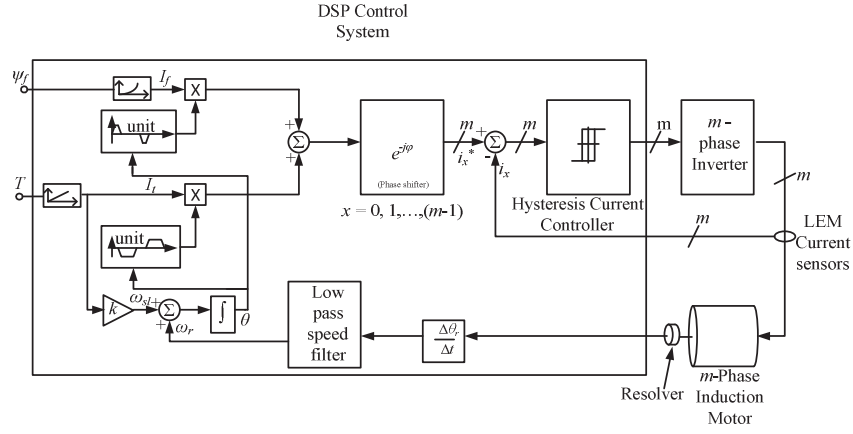 DSP Control
System
ψf
If
X
unit
+
Σ
+
T
It
X
unit
k
ωsl
+
Σ
+
ωr
∫
θ
e-jφ
(Phase shifter)
x = 0, 1,…,(m-1)
m
ix*
+
Σ
-
ix
m
Hysteresis Current
Controller
m
m-
phase
Inverter
m
m
LEM
Current
sensors
Low
pass
speed
filter
Δθr
Δt
Resolver
m-Phase
Induction
Motor